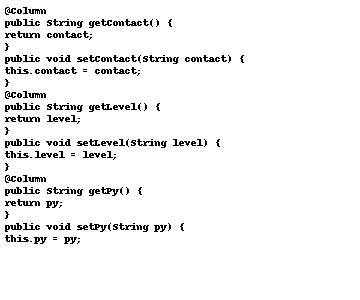 @Column
public String getContact() {
return contact;
}
public void setContact(String contact) {
this.contact = contact;
}
@Column
public String getLevel() {
return level;
}
public void setLevel(String level) {
this.level = level;
}
@Column
public String getPy() {
return py;
}
public void setPy(String py) {
this.py = py;